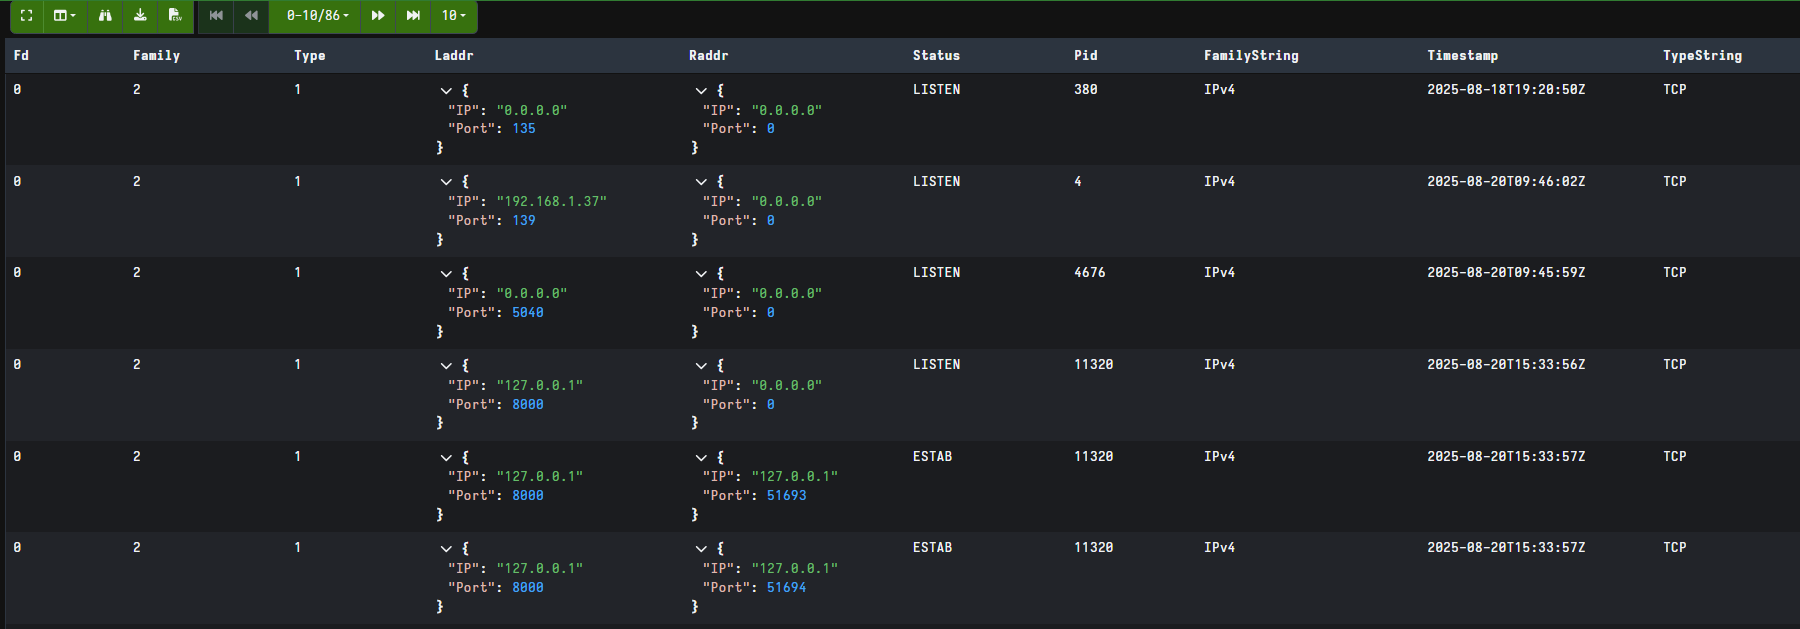 CSV 0-10/86 10
Fd Family Type Laddr Raddr Status Pid FamilyString Timestamp TypeString
0 2 1 { { LISTEN 380 IPv4 2025-08-18T19:20:50Z TCP
"IP": "0.0.0.0" "IP": "0.0.0.0"
"Port": 135 "Port": 0
} }
0 2 1 { { LISTEN 4 IPv4 2025-08-20T09:46:02Z TCP
"IP": "192.168.1.37" "IP": "0.0.0.0"
"Port": 139 "Port": 0
} }
0 2 1 { { LISTEN 4676 IPv4 2025-08-20T09:45:59Z TCP
"IP": "0.0.0.0" "IP": "0.0.0.0"
"Port": 5040 "Port": 0
} }
0 2 1 { { LISTEN 11320 IPv4 2025-08-20T15:33:56Z TCP
"IP": "127.0.0.1" "IP": "0.0.0.0"
"Port": 8000 "Port": 0
} }
0 2 1 { { ESTAB 11320 IPv4 2025-08-20T15:33:57Z TCP
"IP": "127.0.0.1" "IP": "127.0.0.1"
"Port": 8000 "Port": 51693
} }
0 2 1 { { ESTAB 11320 IPv4 2025-08-20T15:33:57Z TCP
"IP": "127.0.0.1" "IP": "127.0.0.1"
"Port": 8000 "Port": 51694
} }